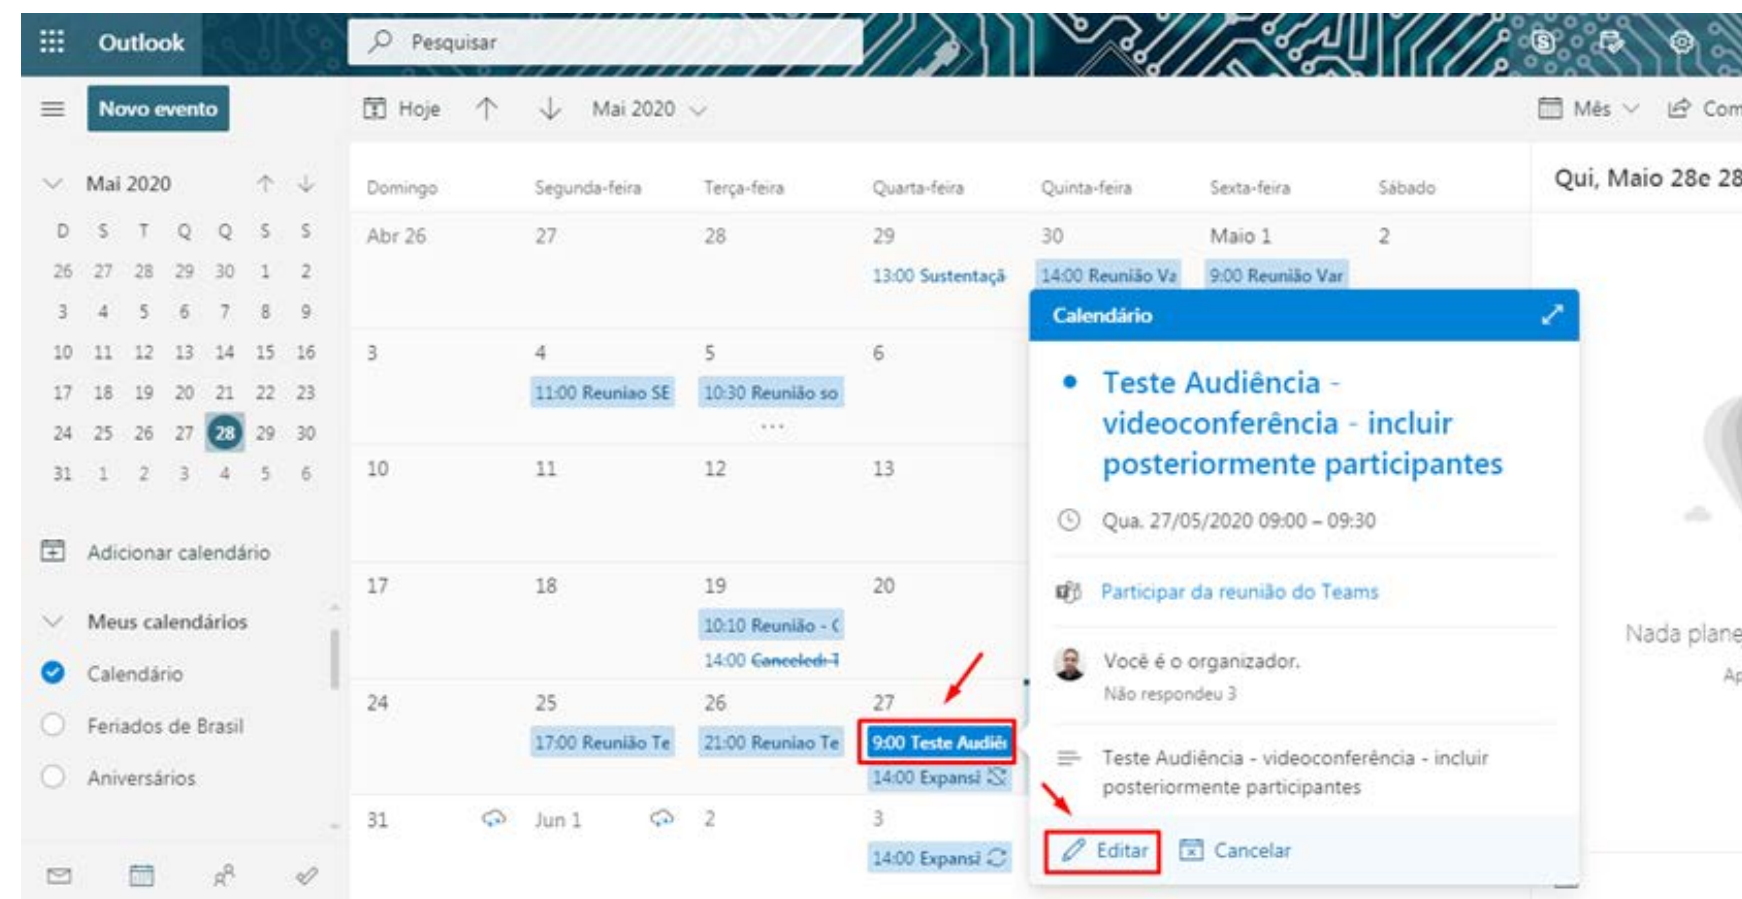 Outlook
Pesquisar
Novo evento
Hoje
Mai 2020
Mês
Mai 2020
D S T Q Q S S
26 27 28 29 30 1 2
3 4 5 6 7 8 9
10 11 12 13 14 15 16
17 18 19 20 21 22 23
24 25 26 27 28 29 30
31 1 2 3 4 5 6
Adicionar calendário
Meus calendários
Calendário
Feriados de Brasil
Aniversários
Domingo Segunda-feira Terça-feira Quarta-feira Quinta-feira Sexta-feira Sábado
Abr 26 27 28 29 30 Maio 1 2
13:00 Sustentaçã 14:00 Reunião Va 9:00 Reunião Var
3 4 5 6
11:00 Reuniao SE 10:30 Reunião so
...
10 11 12 13
17 18 19 20
10:10 Reunião - C
14:00 Canceled: T
24 25 26 27
17:00 Reunião Te 21:00 Reuniao Te 9:00 Teste Audiên
14:00 Expansi
31 Jun 1 2 3
14:00 Expansi
Calendário
Teste Audiência -
videoconferência - incluir
posteriormente participantes
Qua. 27/05/2020 09:00 – 09:30
Participar da reunião do Teams
Você é o organizador.
Não respondeu 3
Teste Audiência - videoconferência - incluir
posteriormente participantes
Editar Cancelar
Qui, Maio 28e 28
Nada plane